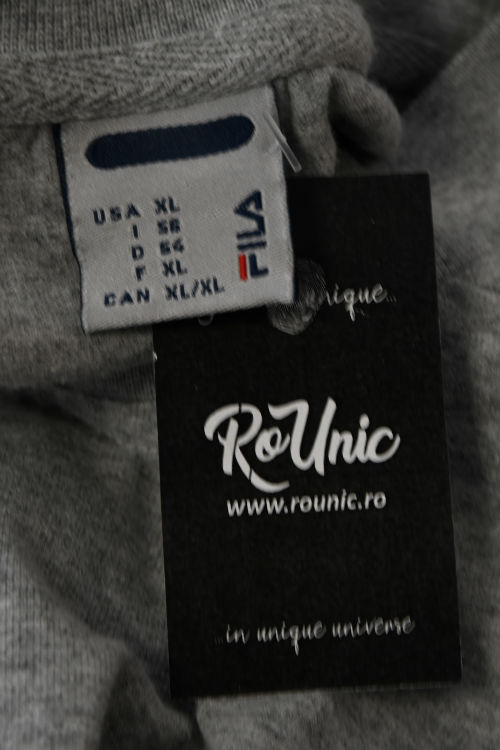 USA XL
I 56
D 54
F XL
CAN XL/XL
FILA
unique...
RoUnic
www.rounic.ro
...in unique universe